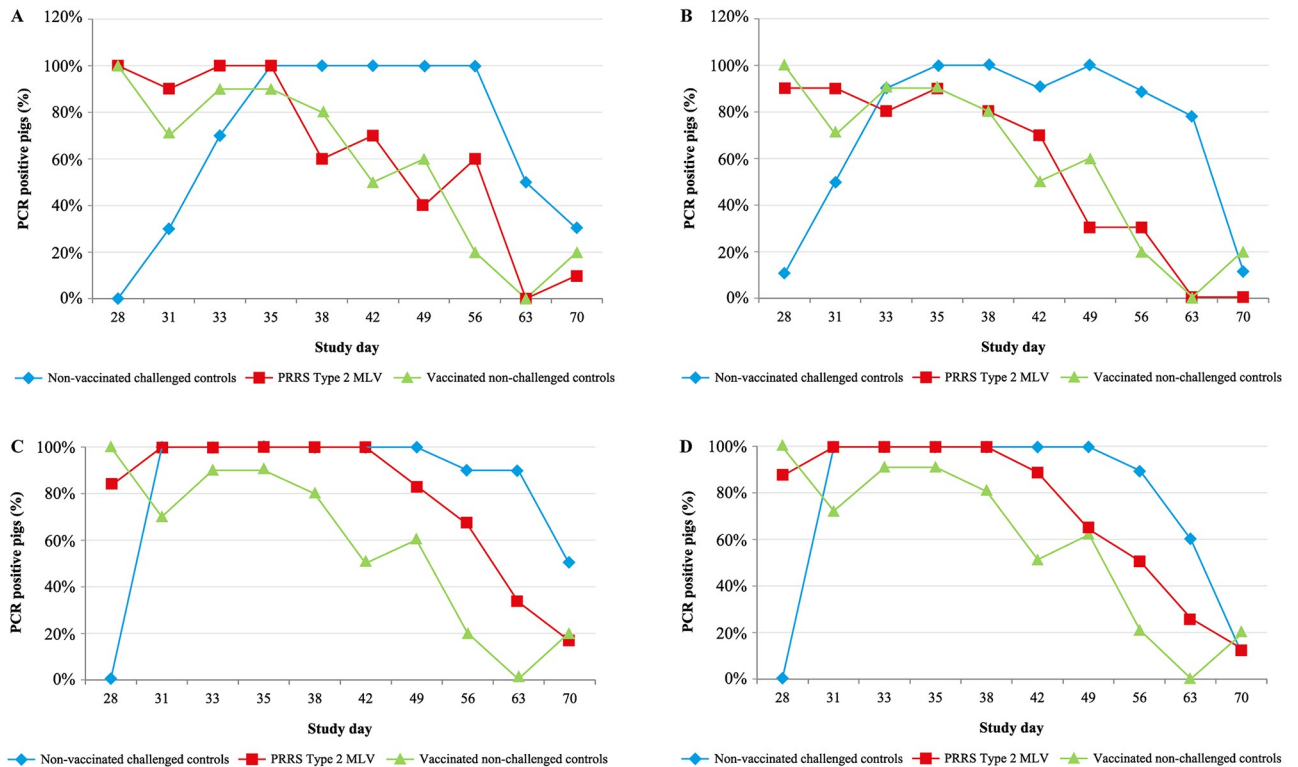 A
120%
100%
80%
60%
40%
20%
0%
PCR positive pigs (%)
28 31 33 35 38 42 49 56 63 70
Study day
Non-vaccinated challenged controls PRRS Type 2 MLV Vaccinated non-challenged controls
B
120%
100%
80%
60%
40%
20%
0%
PCR positive pigs (%)
28 31 33 35 38 42 49 56 63 70
Study day
Non-vaccinated challenged controls PRRS Type 2 MLV Vaccinated non-challenged controls
C
100%
80%
60%
40%
20%
0%
PCR positive pigs (%)
28 31 33 35 38 42 49 56 63 70
Study day
Non-vaccinated challenged controls PRRS Type 2 MLV Vaccinated non-challenged controls
D
100%
80%
60%
40%
20%
0%
PCR positive pigs (%)
28 31 33 35 38 42 49 56 63 70
Study day
Non-vaccinated challenged controls PRRS Type 2 MLV Vaccinated non-challenged controls